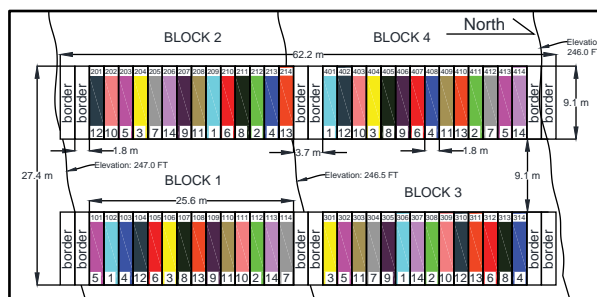 North
BLOCK 2
BLOCK 4
Elevation:
246.0 FT
62.2 m
border border 201 202 203 204 205 206 207 208 209 210 211 212 213 214 border border 401 402 403 404 405 406 407 408 409 410 411 412 413 414 border border
12 10 5 3 7 14 9 11 1 6 8 2 4 13 1 12 10 3 8 9 6 4 11 13 2 7 5 14
9.1 m
1.8 m
3.7 m
1.8 m
Elevation: 247.0 FT
27.4 m
BLOCK 1
Elevation: 246.5 FT
BLOCK 3
9.1 m
25.6 m
border border 101 102 103 104 105 106 107 108 109 110 111 112 113 114 border border 301 302 303 304 305 306 307 308 309 310 311 312 313 314 border border
5 1 4 12 6 3 8 13 9 11 10 2 14 7 3 5 11 7 9 1 14 2 10 12 13 6 8 4